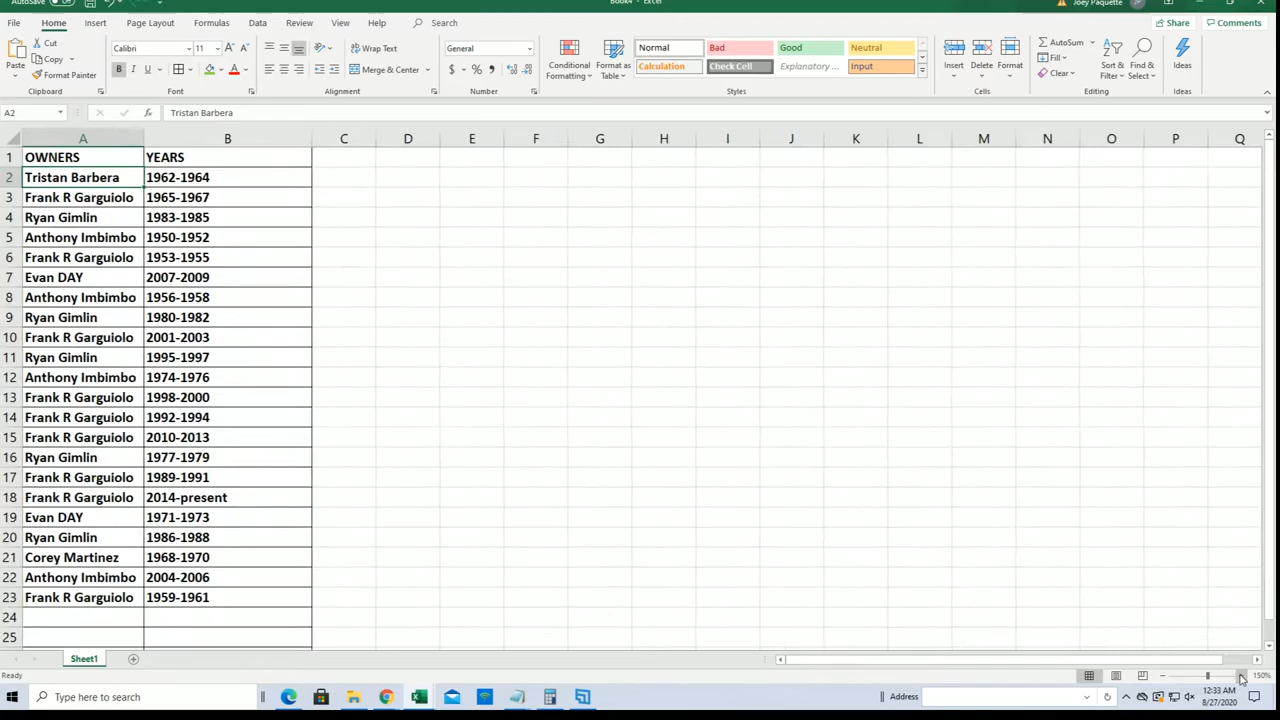 AutoSave Off Book4 - Excel Joey Paquette JP
File Home Insert Page Layout Formulas Data Review View Help Search Share Comments
Paste Cut Copy Format Painter Clipboard
Calibri 11 B I U Font
Wrap Text Merge & Center Alignment
General $ % , Number
Conditional Formatting Format as Table
Normal Bad Good Neutral
Calculation Check Cell Explanatory ... Input
Styles
Insert Delete Format Cells
AutoSum Fill Clear Sort & Filter Find & Select Editing
Ideas Ideas
A2 fx Tristan Barbera
A B C D E F G H I J K L M N O P Q
1 OWNERS YEARS
2 Tristan Barbera 1962-1964
3 Frank R Garguiolo 1965-1967
4 Ryan Gimlin 1983-1985
5 Anthony Imbimbo 1950-1952
6 Frank R Garguiolo 1953-1955
7 Evan DAY 2007-2009
8 Anthony Imbimbo 1956-1958
9 Ryan Gimlin 1980-1982
10 Frank R Garguiolo 2001-2003
11 Ryan Gimlin 1995-1997
12 Anthony Imbimbo 1974-1976
13 Frank R Garguiolo 1998-2000
14 Frank R Garguiolo 1992-1994
15 Frank R Garguiolo 2010-2013
16 Ryan Gimlin 1977-1979
17 Frank R Garguiolo 1989-1991
18 Frank R Garguiolo 2014-present
19 Evan DAY 1971-1973
20 Ryan Gimlin 1986-1988
21 Corey Martinez 1968-1970
22 Anthony Imbimbo 2004-2006
23 Frank R Garguiolo 1959-1961
24
25
Sheet1
Ready 150%
Type here to search Address 12:33 AM
8/27/2020